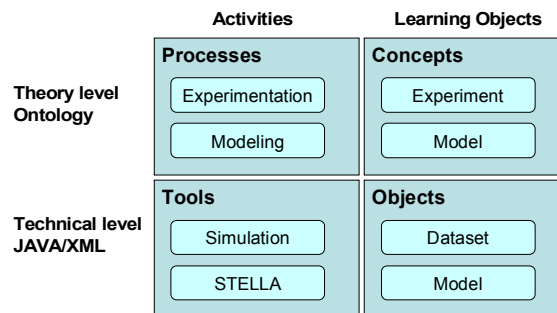 Activities
Learning Objects
Theory level
Ontology
Processes
Experimentation
Modeling
Concepts
Experiment
Model
Technical level
JAVA/XML
Tools
Simulation
STELLA
Objects
Dataset
Model